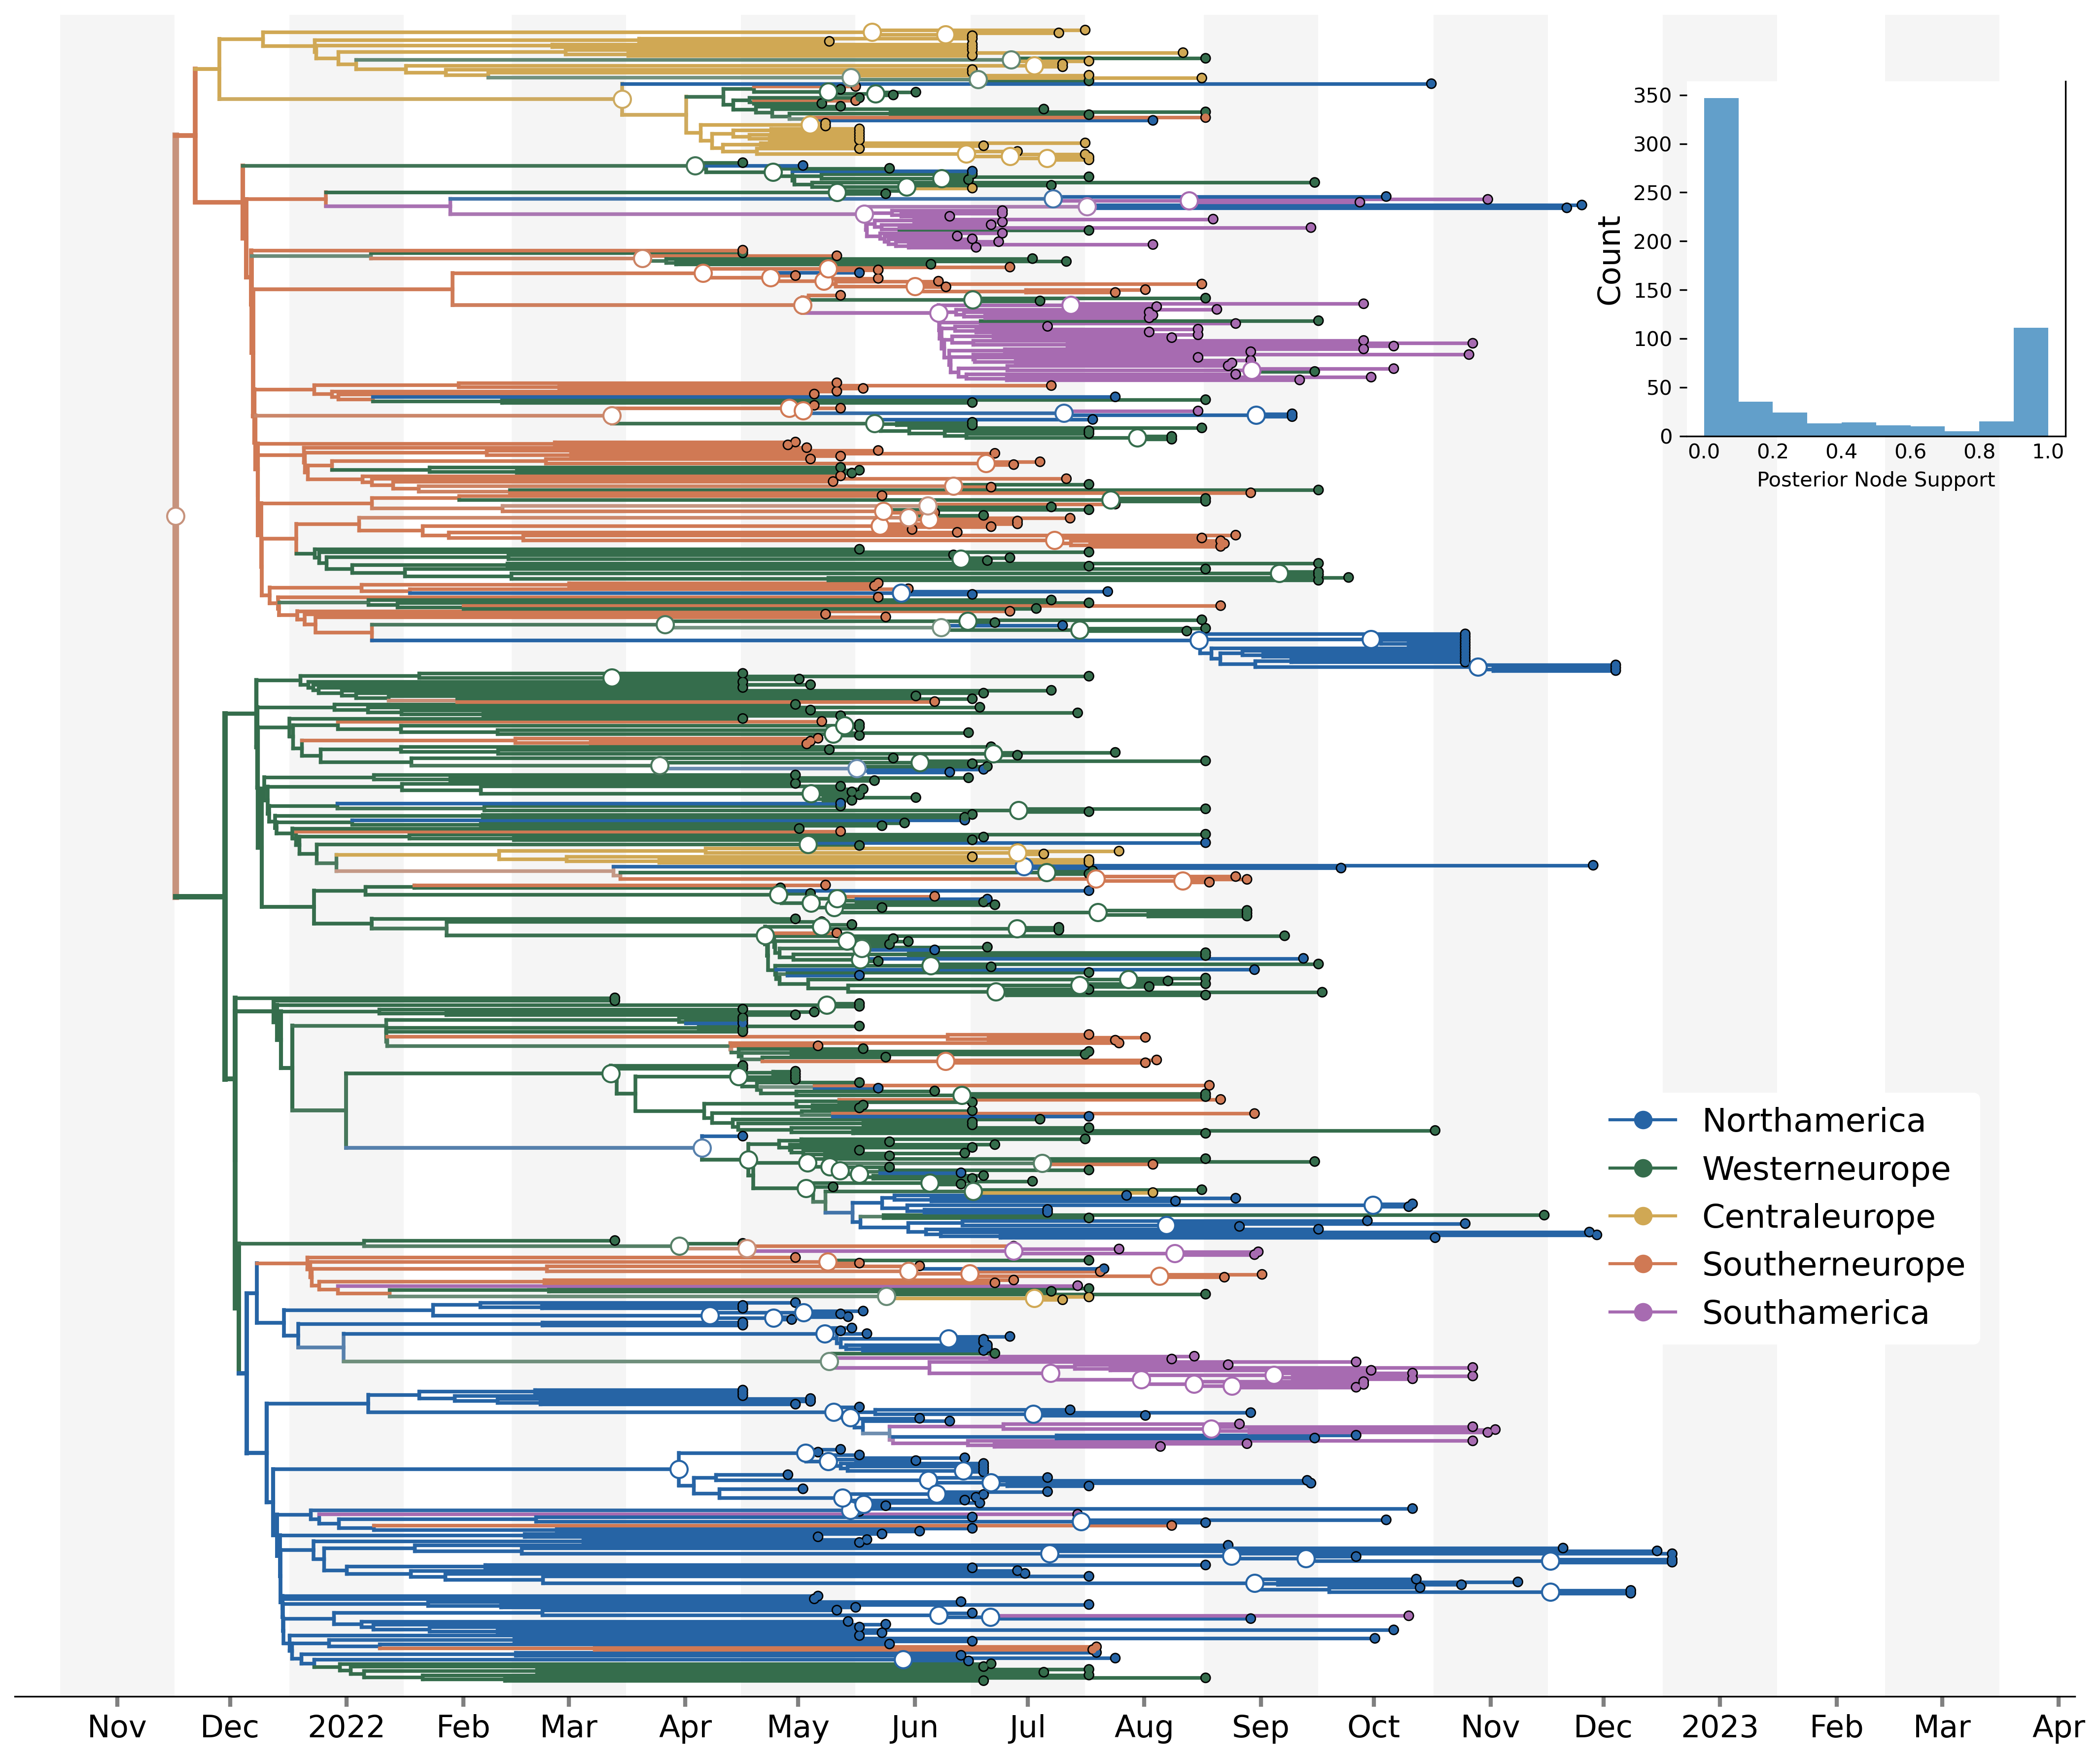 350
300
250
200
150
100
50
0
Count
0.0 0.2 0.4 0.6 0.8 1.0
Posterior Node Support
Northamerica
Westerneurope
Centraleurope
Southerneurope
Southamerica
Nov Dec 2022 Feb Mar Apr May Jun Jul Aug Sep Oct Nov Dec 2023 Feb Mar Apr